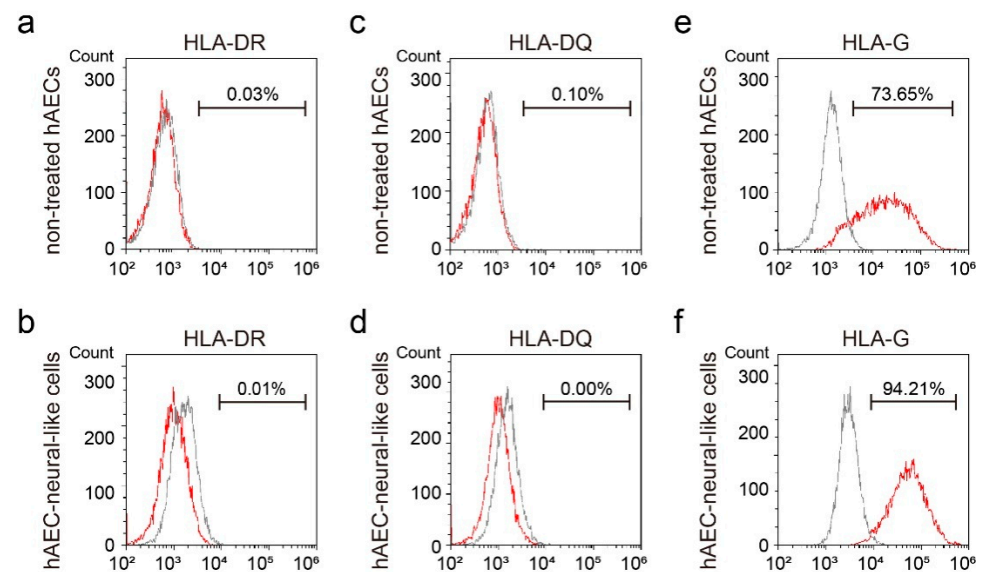 a
HLA-DR
Count
non-treated hAECs
300
200
100
0
0.03%
10² 10³ 10⁴ 10⁵ 10⁶
c
HLA-DQ
Count
non-treated hAECs
300
200
100
0
0.10%
10² 10³ 10⁴ 10⁵ 10⁶
e
HLA-G
Count
non-treated hAECs
300
200
100
0
73.65%
10² 10³ 10⁴ 10⁵ 10⁶
b
HLA-DR
Count
hAEC-neural-like cells
300
200
100
0
0.01%
10² 10³ 10⁴ 10⁵ 10⁶
d
HLA-DQ
Count
hAEC-neural-like cells
300
200
100
0
0.00%
10² 10³ 10⁴ 10⁵ 10⁶
f
HLA-G
Count
hAEC-neural-like cells
300
200
100
0
94.21%
10² 10³ 10⁴ 10⁵ 10⁶